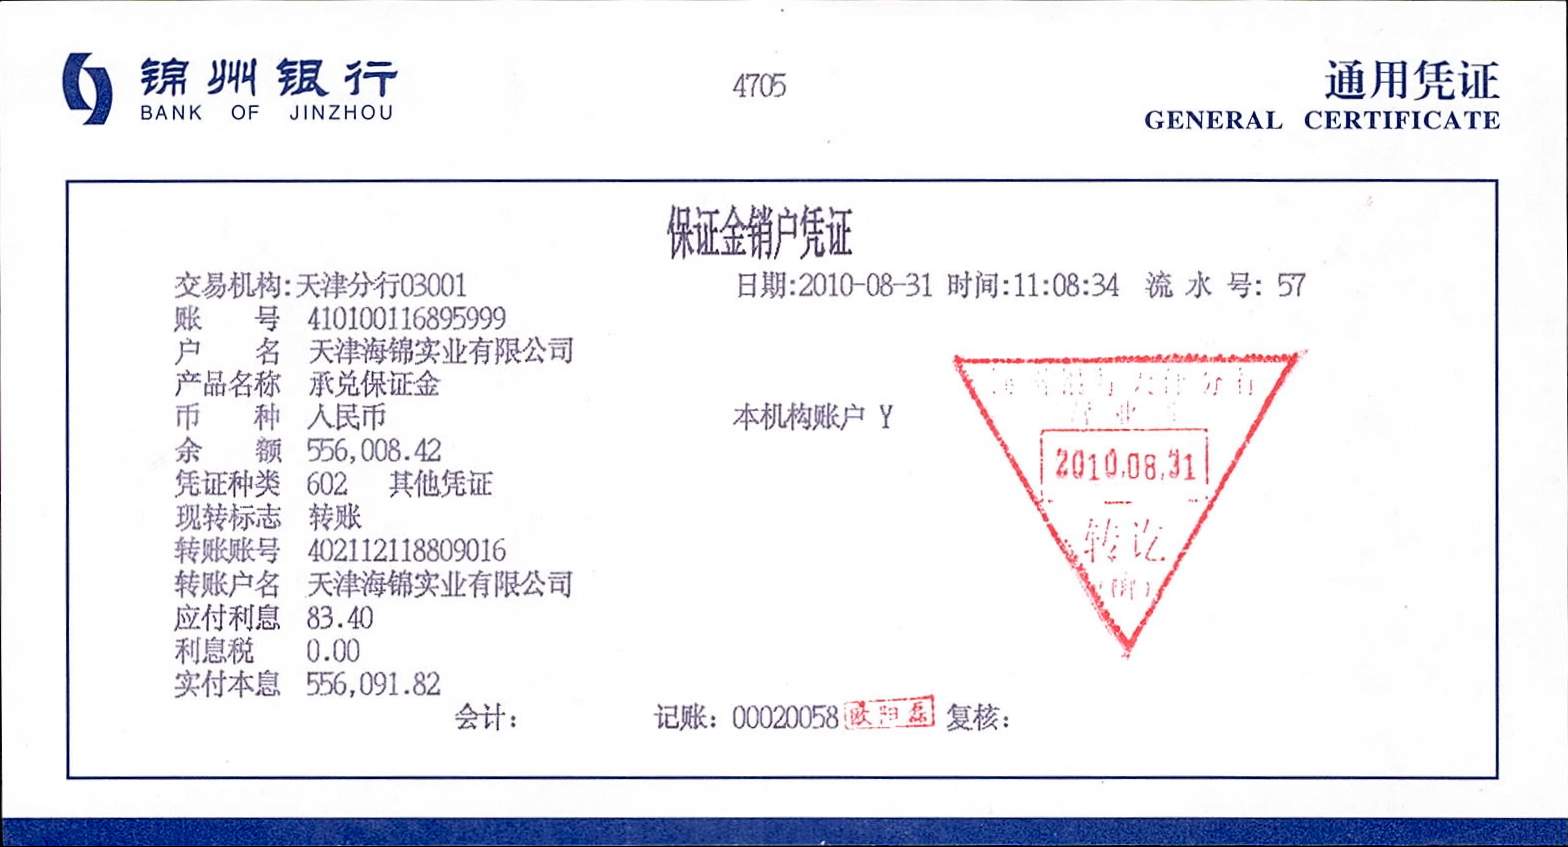 锦州银行
BANK OF JINZHOU
4705
通用凭证
GENERAL CERTIFICATE
保证金销户凭证
交易机构:天津分行03001 日期:2010-08-31 时间:11:08:34 流水号: 57
账 号 410100116895999
户 名 天津海锦实业有限公司
产品名称 承兑保证金
币 种 人民币 本机构账户 Y
余 额 556,008.42
凭证种类 602 其他凭证
现转标志 转账
转账账号 402112118809016
转账户名 天津海锦实业有限公司
应付利息 83.40
利息税 0.00
实付本息 556,091.82
会计: 记账: 00020058 欧阳磊 复核:
天津分行
2010.08.31
转讫